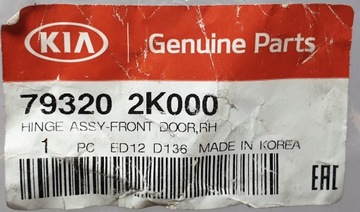 KIA Genuine Parts
79320 2K000
HINGE ASSY-FRONT DOOR,RH
1 PC ED12 D136 MADE IN KOREA
EAC